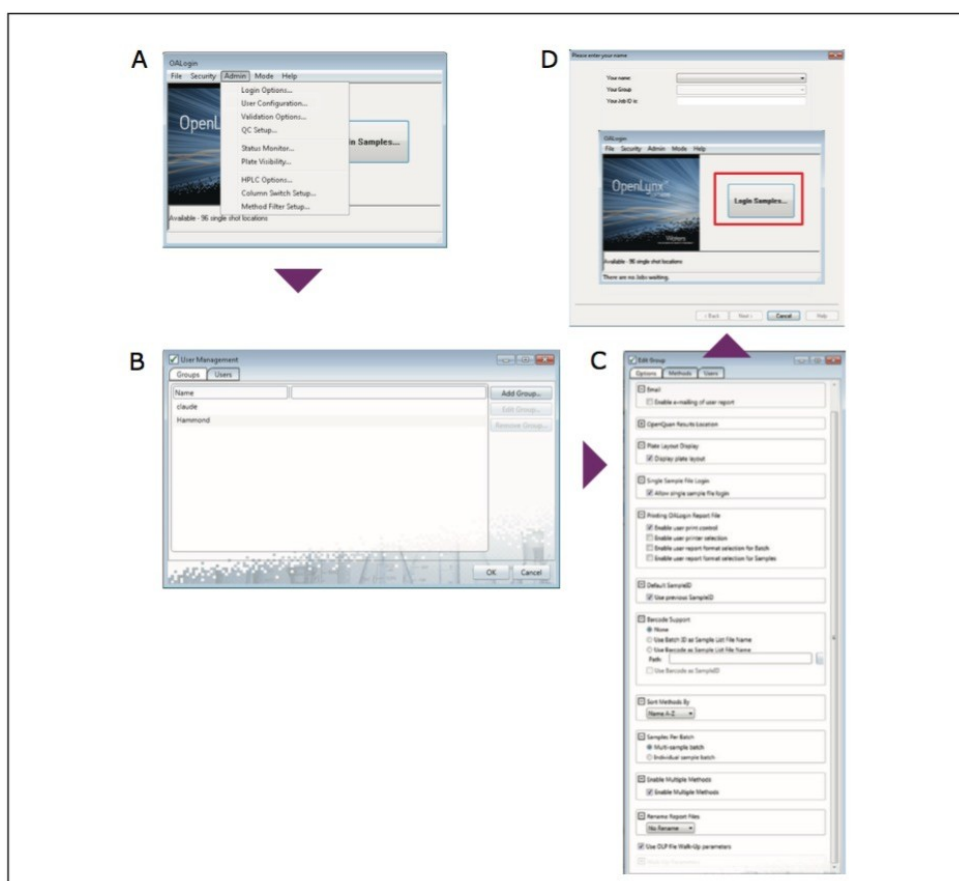 A
OALogin
File Security Admin Mode Help
Login Options...
User Configuration...
Validation Options...
QC Setup...
Status Monitor...
Plate Visibility...
HPLC Options...
Column Switch Setup...
Method Filter Setup...
OpenL
in Samples...
Available - 96 single shot locations
D
Please enter your name
Your name:
Your Group
Your Job ID is:
OALogin
File Security Admin Mode Help
OpenLynx
Login Samples...
Waters
Available - 96 single shot locations
There are no Jobs waiting.
< Back Next > Cancel Help
B
User Management
Groups Users
Name
claude
Hammond
Add Group...
Edit Group...
Remove Group...
OK Cancel
C
Edit Group
Options Methods Users
Email
Enable e-mailing of user report
OpenQuan Results Location
Plate Layout Display
Display plate layout
Single Sample File Login
Allow single sample file login
Printing OALogin Report File
Enable user print control
Enable user printer selection
Enable user report format selection for Batch
Enable user report format selection for Samples
Default SampleID
Use previous SampleID
Barcode Support
None
Use Batch ID as Sample List File Name
Use Barcode as Sample List File Name
Path:
Use Barcode as SampleID
Sort Methods By
Name A-Z
Samples Per Batch
Multi-sample batch
Individual sample batch
Enable Multiple Methods
Enable Multiple Methods
Rename Report Files
No Rename
Use OLP file Walk-Up parameters